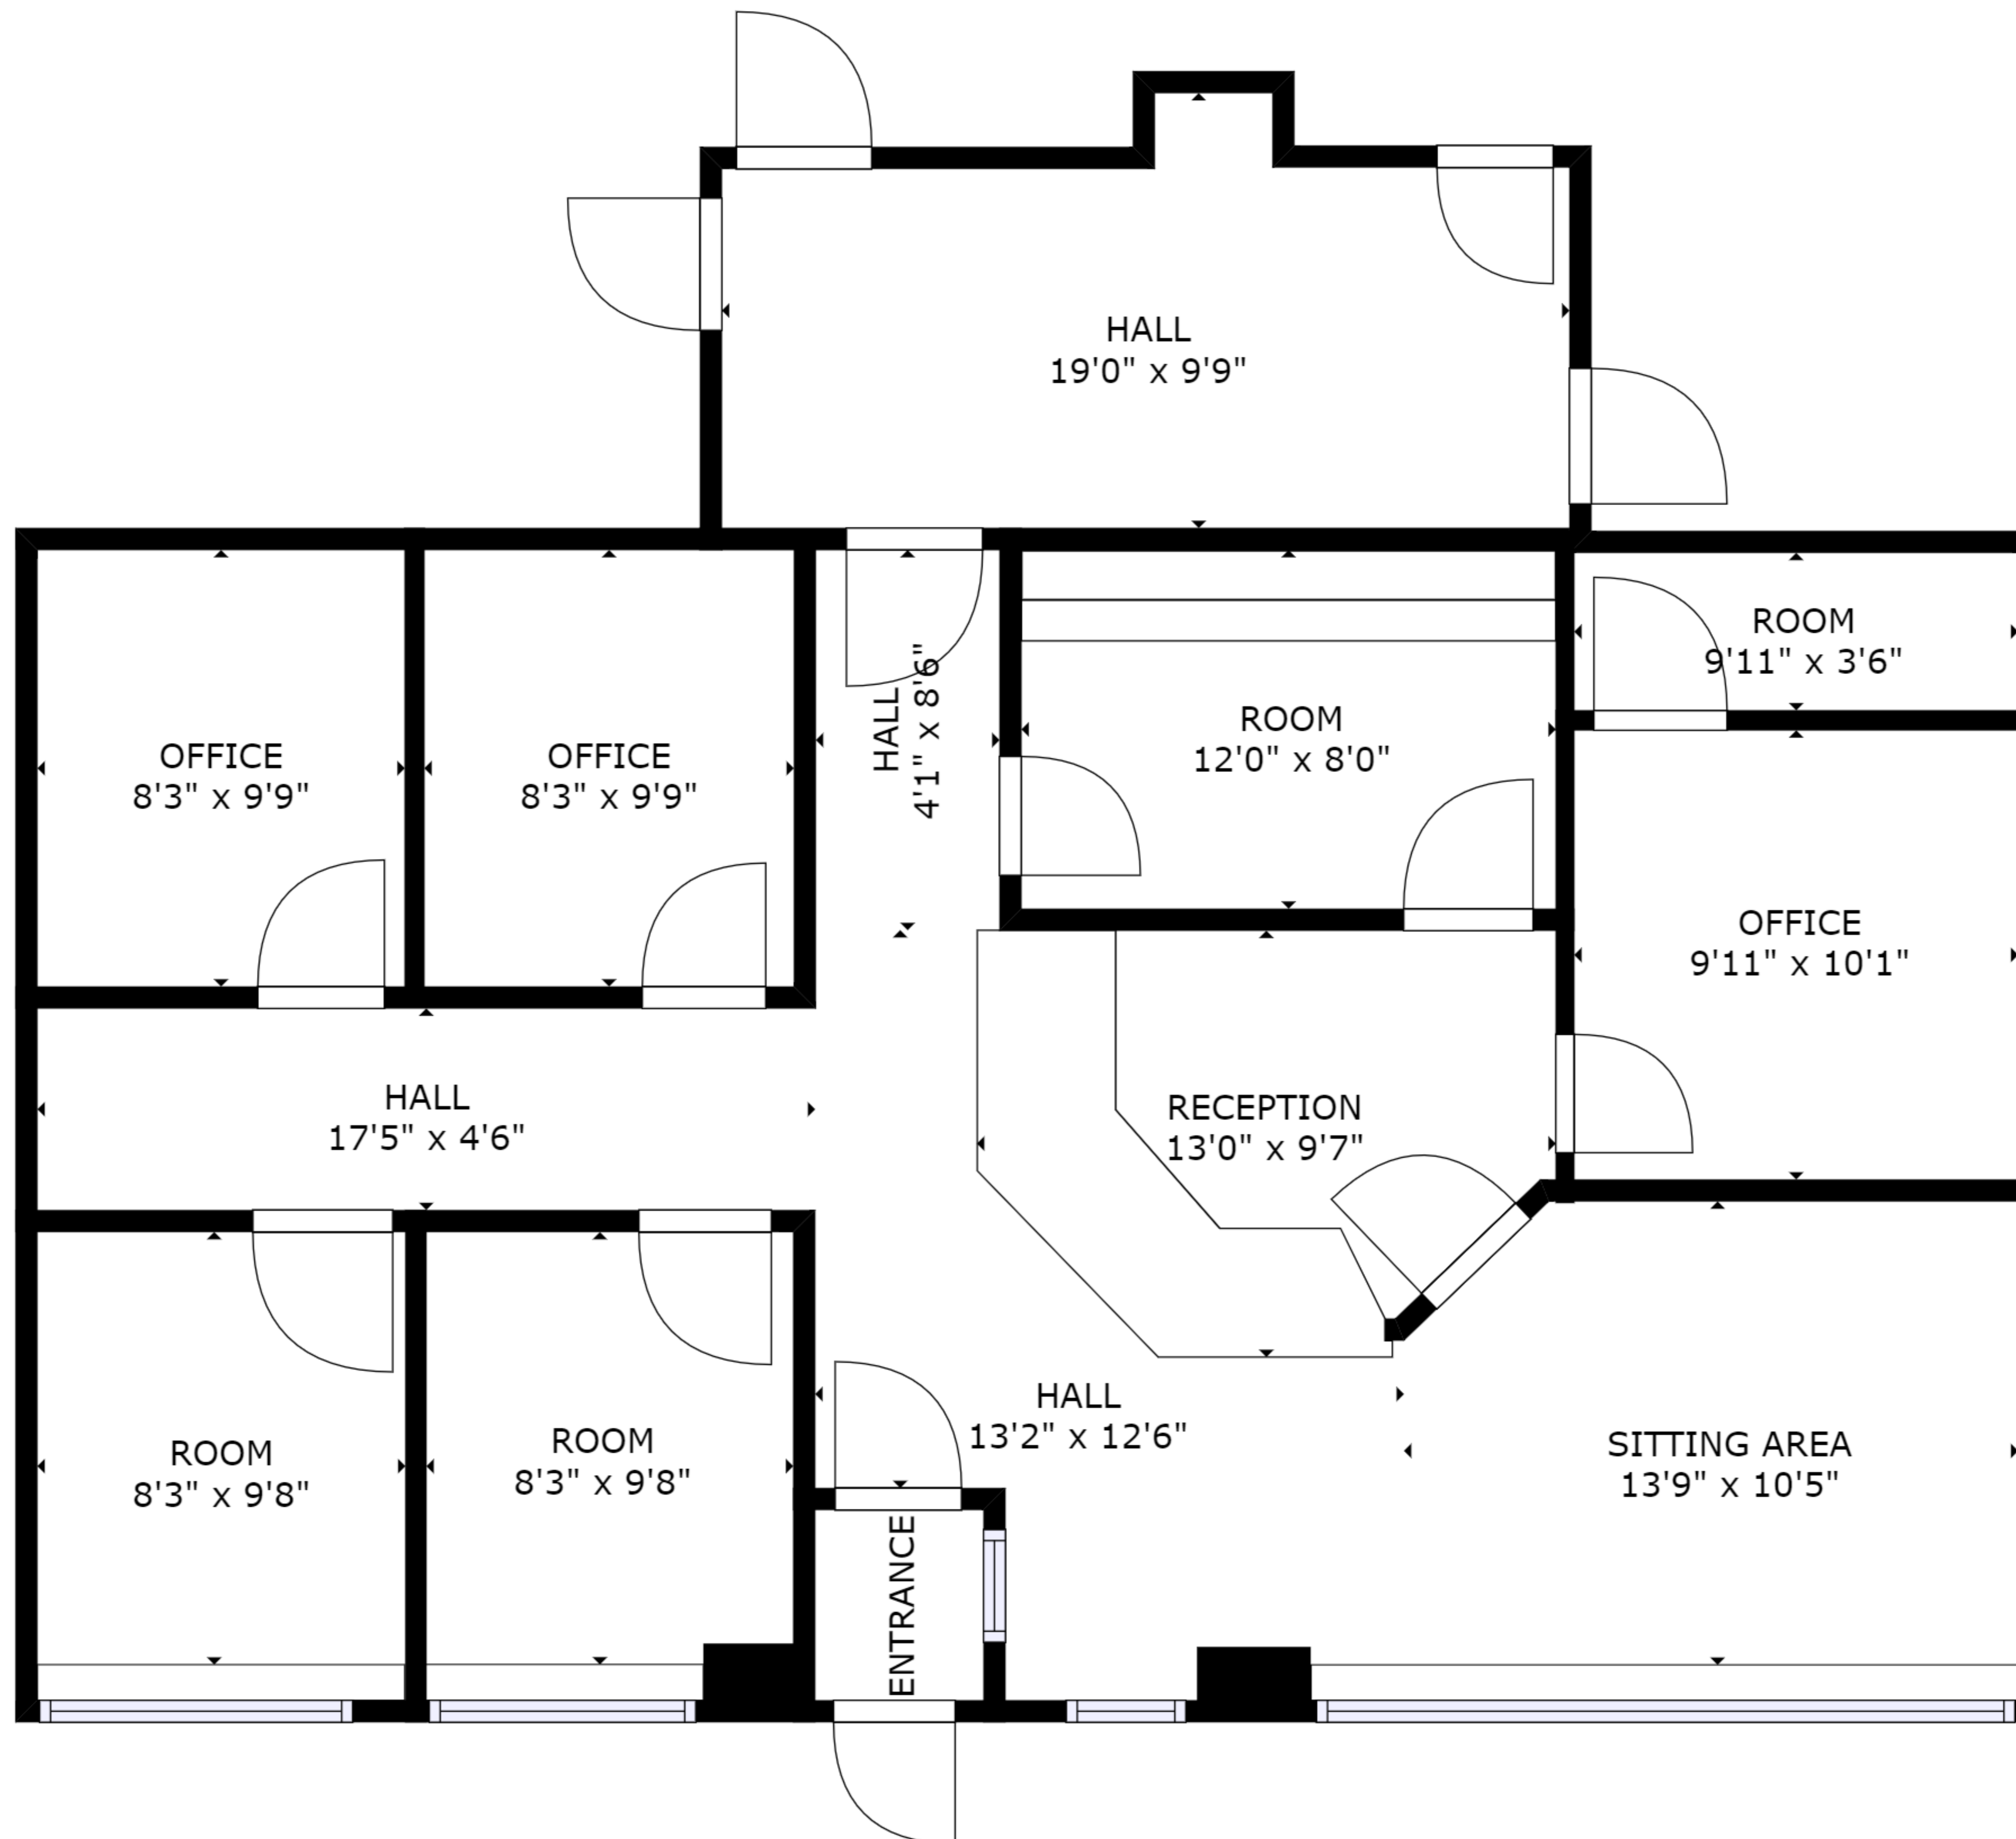 HALL
19'0" x 9'9"
ROOM
9'11" x 3'6"
HALL
4'1" x 8'6"
ROOM
12'0" x 8'0"
OFFICE
8'3" x 9'9"
OFFICE
8'3" x 9'9"
OFFICE
9'11" x 10'1"
HALL
17'5" x 4'6"
RECEPTION
13'0" x 9'7"
HALL
13'2" x 12'6"
ROOM
8'3" x 9'8"
ROOM
8'3" x 9'8"
SITTING AREA
13'9" x 10'5"
ENTRANCE